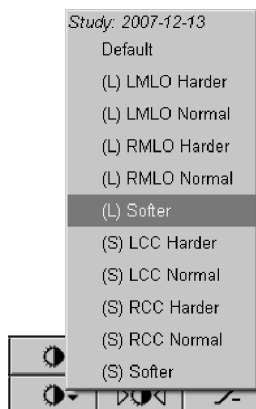 Study: 2007-12-13
Default
(L) LMLO Harder
(L) LMLO Normal
(L) RMLO Harder
(L) RMLO Normal
(L) Softer
(S) LCC Harder
(S) LCC Normal
(S) RCC Harder
(S) RCC Normal
(S) Softer